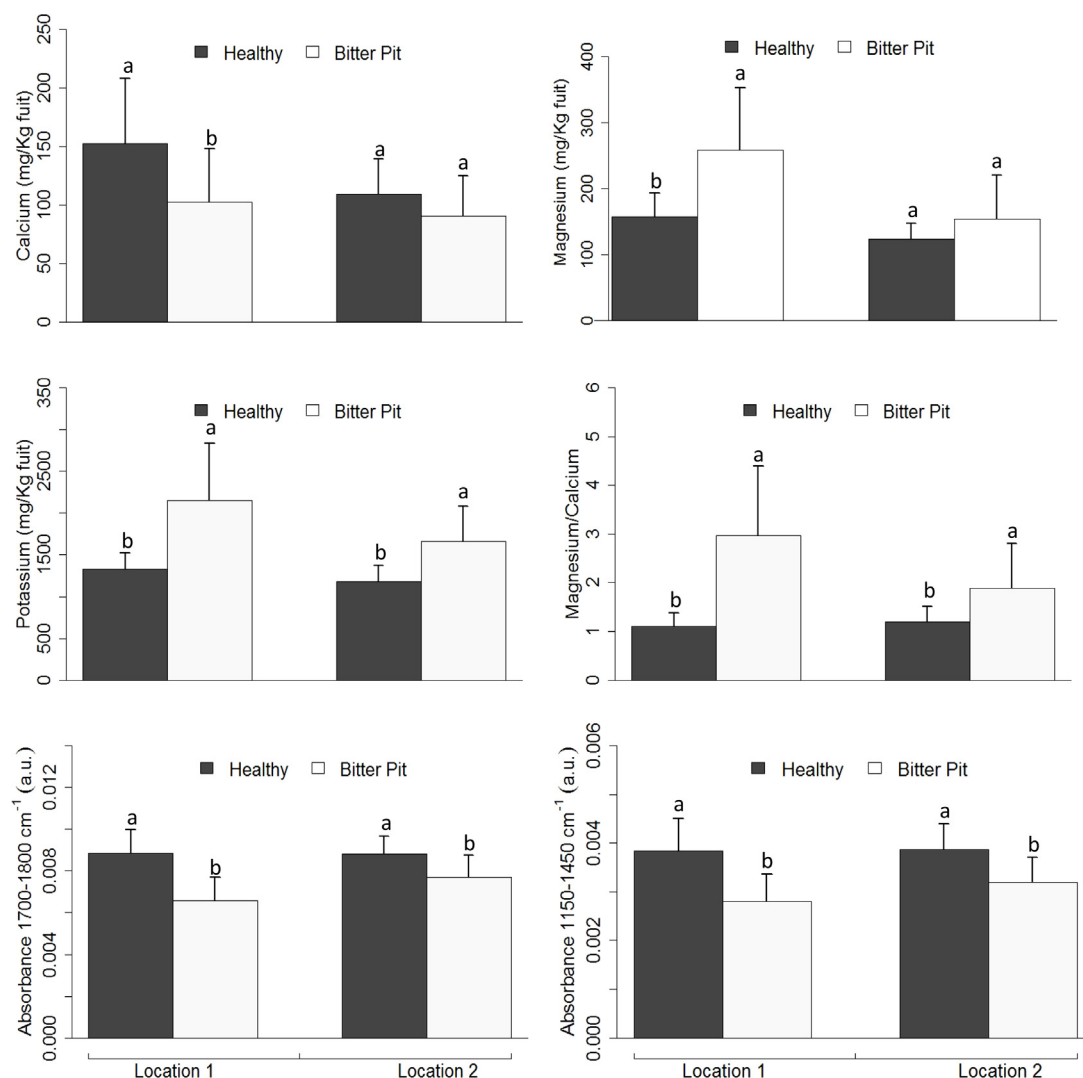 Calcium (mg/Kg fuit)
0 50 100 150 200 250
Healthy Bitter Pit
a b a a
Magnesium (mg/Kg fuit)
0 100 200 300 400
Healthy Bitter Pit
b a a a
Potassium (mg/Kg fuit)
0 500 1500 2500 350
Healthy Bitter Pit
b a b a
Magnesium/Calcium
0 1 2 3 4 5 6
Healthy Bitter Pit
b a b a
Absorbance 1700-1800 cm⁻¹ (a.u.)
0.000 0.004 0.008 0.012
Healthy Bitter Pit
a b a b
Location 1 Location 2
Absorbance 1150-1450 cm⁻¹ (a.u.)
0.000 0.002 0.004 0.006
Healthy Bitter Pit
a b a b
Location 1 Location 2